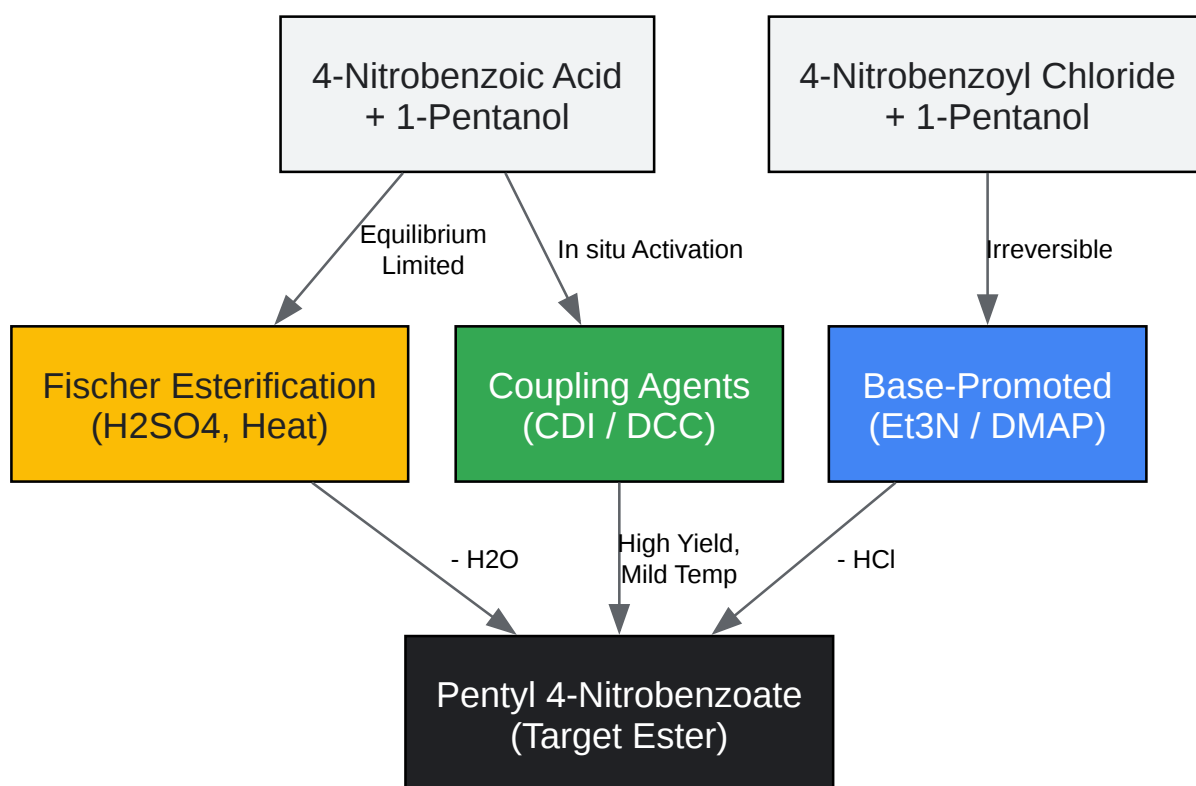 4-Nitrobenzoic Acid
+ 1-Pentanol
4-Nitrobenzoyl Chloride
+ 1-Pentanol
Equilibrium
Limited
In situ Activation
Irreversible
Fischer Esterification
(H2SO4, Heat)
Coupling Agents
(CDI / DCC)
Base-Promoted
(Et3N / DMAP)
- H2O
High Yield,
Mild Temp
- HCl
Pentyl 4-Nitrobenzoate
(Target Ester)